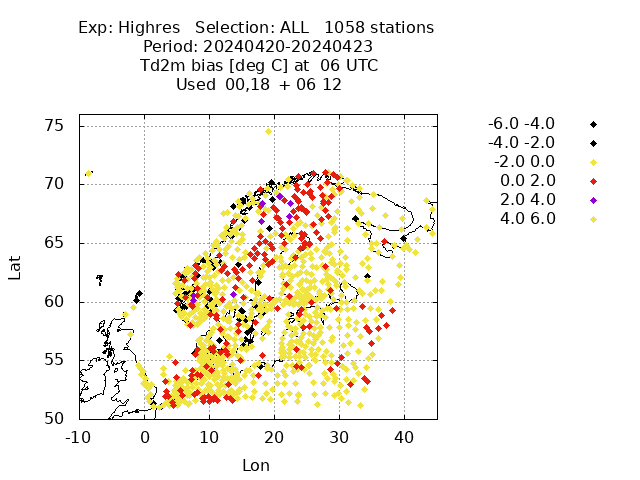 Exp: Highres   Selection: ALL   1058 stations
Period: 20240420-20240423
Td2m bias [deg C] at  06 UTC
Used  00,18  + 06 12
-6.0 -4.0
-4.0 -2.0
-2.0 0.0
0.0 2.0
2.0 4.0
4.0 6.0
75
70
65
60
55
50
Lat
-10 0 10 20 30 40
Lon